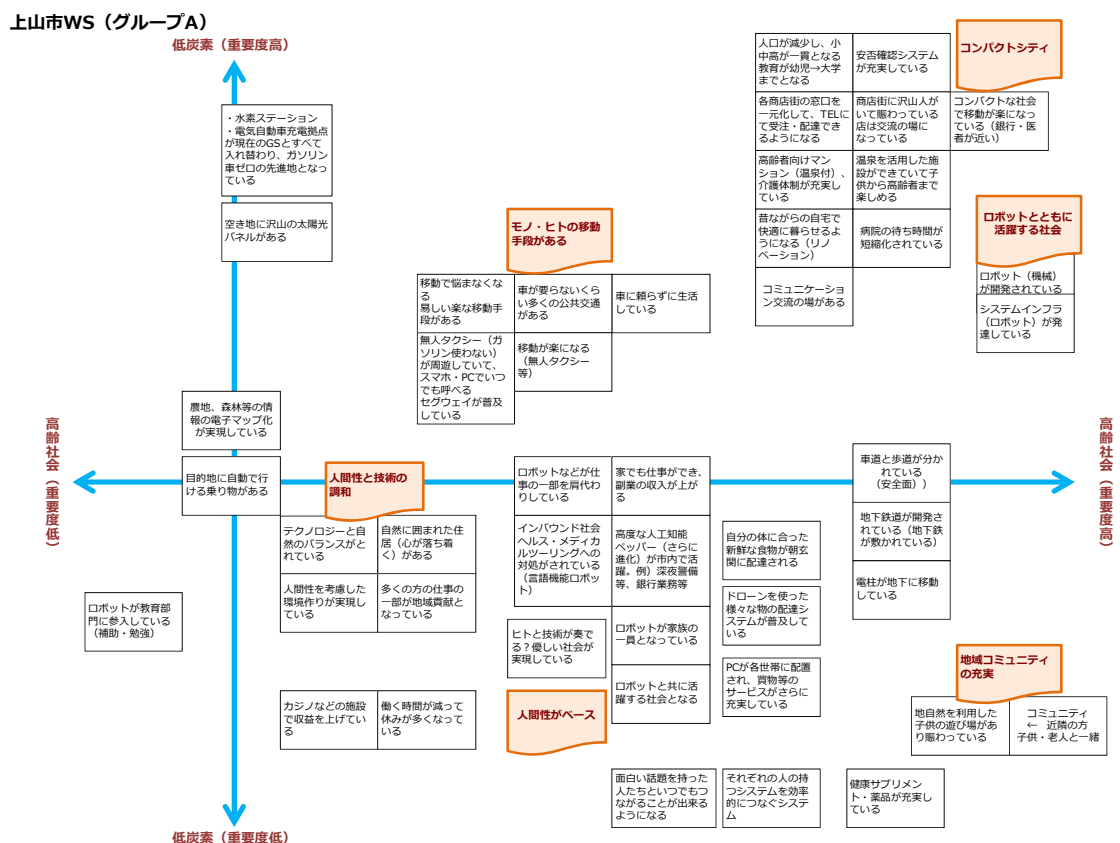 上山市WS（グループA）
低炭素（重要度高）
人口が減少し、小
中高が一貫となる
教育が幼児→大学
までとなる
安否確認システム
が充実している
コンパクトシティ
・水素ステーション
・電気自動車充電拠点
が現在のGSとすべて
入れ替わり、ガソリン
車ゼロの先進地となっ
ている
各商店街の窓口を
一元化して、TELに
て受注・配達でき
るようになる
商店街に沢山人が
いて賑わっている
店は交流の場に
なっている
コンパクトな社会
で移動が楽になっ
ている（銀行・医
者が近い）
高齢者向けマン
ション（温泉付）、
介護体制が充実し
ている
温泉を活用した施
設ができていて子
供から高齢者まで
楽しめる
空き地に沢山の太陽光
パネルがある
モノ・ヒトの移動
手段がある
昔ながらの自宅で
快適に暮らせるよ
うになる（リノ
ベーション）
病院の待ち時間が
短縮化されている
ロボットとともに
活躍する社会
移動で悩まなくな
る
易しい楽な移動手
段がある
車が要らないくら
い多くの公共交通
がある
車に頼らずに生活
している
コミュニケーショ
ン交流の場がある
ロボット（機械）
が開発されている
システムインフラ
（ロボット）が発
達している
無人タクシー（ガ
ソリン使わない）
が周遊していて、
スマホ・PCでいつ
でも呼べる
セグウェイが普及
している
移動が楽になる
（無人タクシー
等）
農地、森林等の情
報の電子マップ化
が実現している
高齢社会（重要度低）
高齢社会（重要度高）
目的地に自動で行
ける乗り物がある
人間性と技術の
調和
ロボットなどが仕
事の一部を肩代わ
りしている
家でも仕事ができ、
副業の収入が上が
る
車道と歩道が分か
れている
（安全面））
テクノロジーと自
然のバランスがと
れている
自然に囲まれた住
居（心が落ち着
く）がある
インバウンド社会
ヘルス・メディカ
ルツーリングへの
対処がされている
（言語機能ロボッ
ト）
高度な人工知能
ペッパー（さらに
進化）が市内で活
躍。例）深夜警備
等、銀行業務等
自分の体に合った
新鮮な食物が朝玄
関に配達される
地下鉄道が開発さ
れている（地下鉄
が敷かれている）
人間性を考慮した
環境作りが実現し
ている
多くの方の仕事の
一部が地域貢献と
なっている
電柱が地下に移動
している
ロボットが教育部
門に参入している
（補助・勉強）
ドローンを使った
様々な物の配達シ
ステムが普及して
いる
ヒトと技術が奏で
る？優しい社会が
実現している
ロボットが家族の
一員となっている
地域コミュニティ
の充実
PCが各世帯に配置
され、買物等の
サービスがさらに
充実している
カジノなどの施設
で収益を上げてい
る
働く時間が減って
休みが多くなって
いる
人間性がベース
ロボットと共に活
躍する社会となる
地自然を利用した
子供の遊び場があ
り賑わっている
コミュニティ
← 近隣の方
子供・老人と一緒
面白い話題を持った
人たちといつでもつ
ながることが出来る
ようになる
それぞれの人の持
つシステムを効率
的につなぐシステ
ム
健康サプリメン
ト・薬品が充実し
ている
低炭素（重要度低）